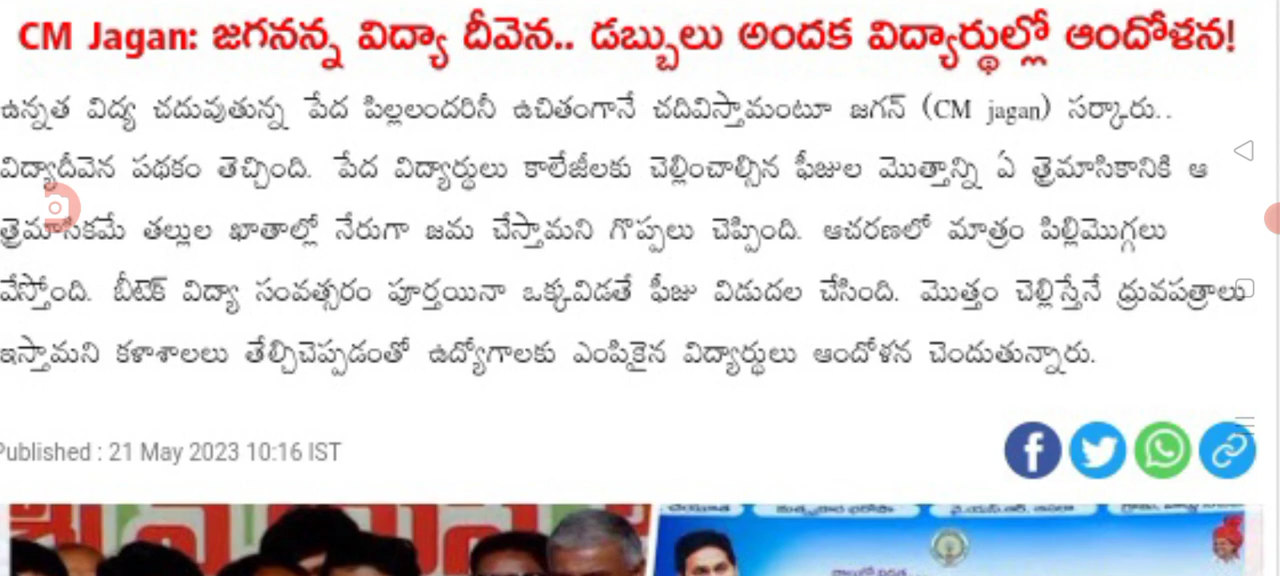 CM Jagan: జగనన్న విద్యా దీవెన.. డబ్బులు అందక విద్యార్థుల్లో ఆందోళన!
ఉన్నత విద్య చదువుతున్న పేద పిల్లలందరినీ ఉచితంగానే చదివిస్తామంటూ జగన్ (CM jagan) సర్కారు..
విద్యాదీవెన పథకం తెచ్చింది. పేద విద్యార్థులు కాలేజీలకు చెల్లించాల్సిన ఫీజుల మొత్తాన్ని ఏ త్రైమాసికానికి ఆ
త్రైమాసికమే తల్లుల ఖాతాల్లో నేరుగా జమ చేస్తామని గొప్పలు చెప్పింది. ఆచరణలో మాత్రం పిల్లిమొగ్గలు
వేస్తోంది. బీటెక్ విద్యా సంవత్సరం పూర్తయినా ఒక్కవిడతే ఫీజు విడుదల చేసింది. మొత్తం చెల్లిస్తేనే ధ్రువపత్రాలు
ఇస్తామని కళాశాలలు తేల్చిచెప్పడంతో ఉద్యోగాలకు ఎంపికైన విద్యార్థులు ఆందోళన చెందుతున్నారు.
Published : 21 May 2023 10:16 IST